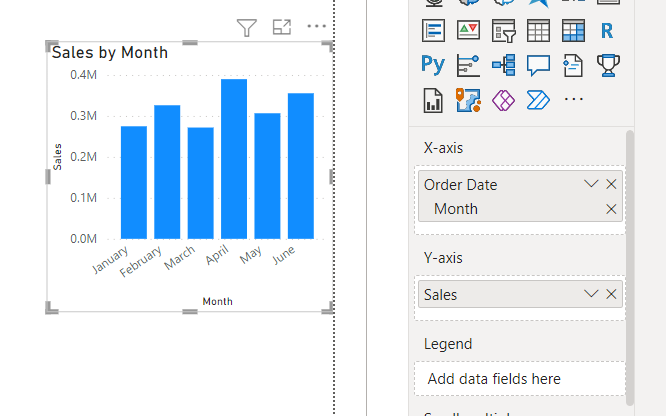 Sales by Month
0.4M
0.3M
0.2M
0.1M
0.0M
Sales
January
February
March
April
May
June
Month
R
Py
X-axis
Order Date
Month
Y-axis
Sales
Legend
Add data fields here